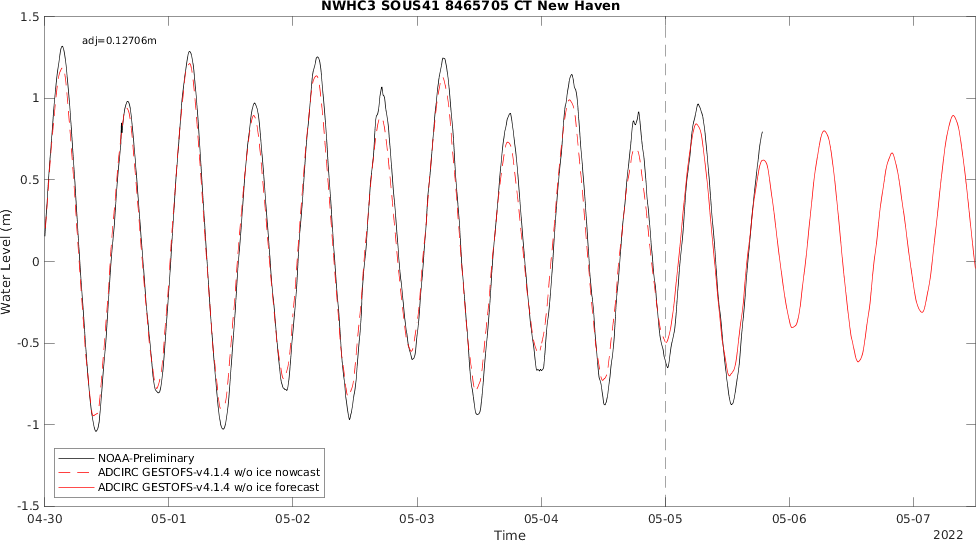 NWHC3 SOUS41 8465705 CT New Haven
adj=0.12706m
1.5
1
0.5
0
-0.5
-1
-1.5
Water Level (m)
NOAA-Preliminary
ADCIRC GESTOFS-v4.1.4 w/o ice nowcast
ADCIRC GESTOFS-v4.1.4 w/o ice forecast
04-30 05-01 05-02 05-03 05-04 05-05 05-06 05-07
Time
2022